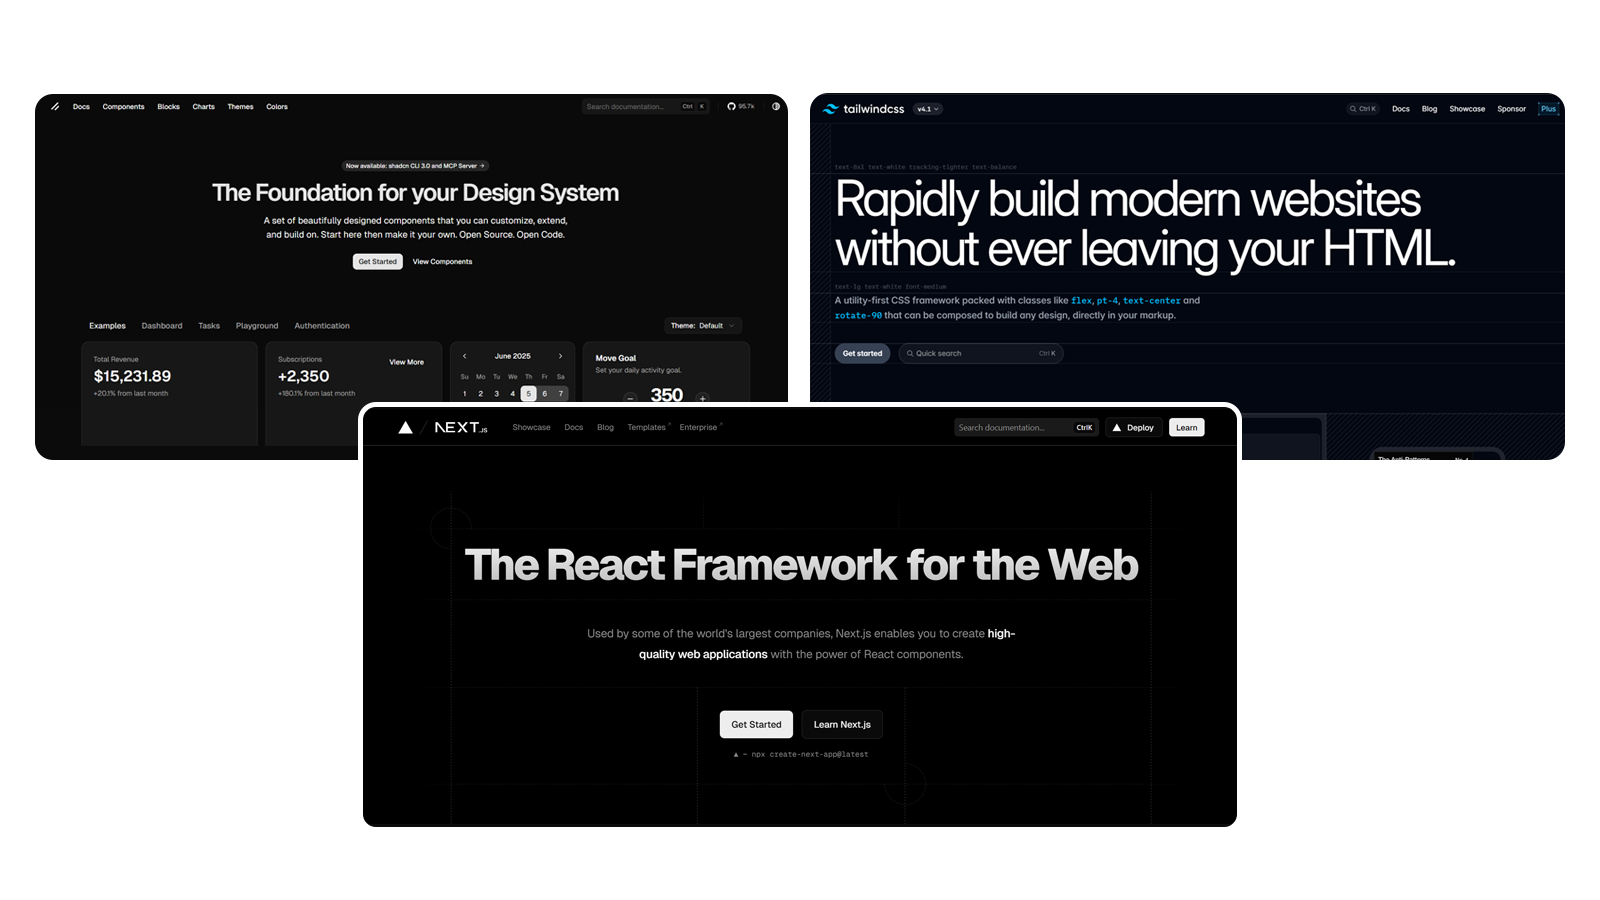 Docs Components Blocks Charts Themes Colors Search documentation... Ctrl K 95.7k
Now available: shadcn CLI 3.0 and MCP Server →
The Foundation for your Design System
A set of beautifully designed components that you can customize, extend,
and build on. Start here then make it your own. Open Source. Open Code.
Get Started View Components
Examples Dashboard Tasks Playground Authentication Theme: Default
Total Revenue
$15,231.89
+20.1% from last month
Subscriptions
View More
+2,350
+180.1% from last month
June 2025
Su Mo Tu We Th Fr Sa
1 2 3 4 5 6 7
Move Goal
Set your daily activity goal.
350
tailwindcss v4.1 Ctrl K Docs Blog Showcase Sponsor Plus
text-8xl text-white tracking-tighter text-balance
Rapidly build modern websites
without ever leaving your HTML.
text-lg text-white font-medium
A utility-first CSS framework packed with classes like flex, pt-4, text-center and
rotate-90 that can be composed to build any design, directly in your markup.
Get started Quick search Ctrl K
The Anti-Patterns
NEXT.JS Showcase Docs Blog Templates Enterprise Search documentation... CtrlK Deploy Learn
The React Framework for the Web
Used by some of the world's largest companies, Next.js enables you to create high-
quality web applications with the power of React components.
Get Started Learn Next.js
▲ ~ npx create-next-app@latest